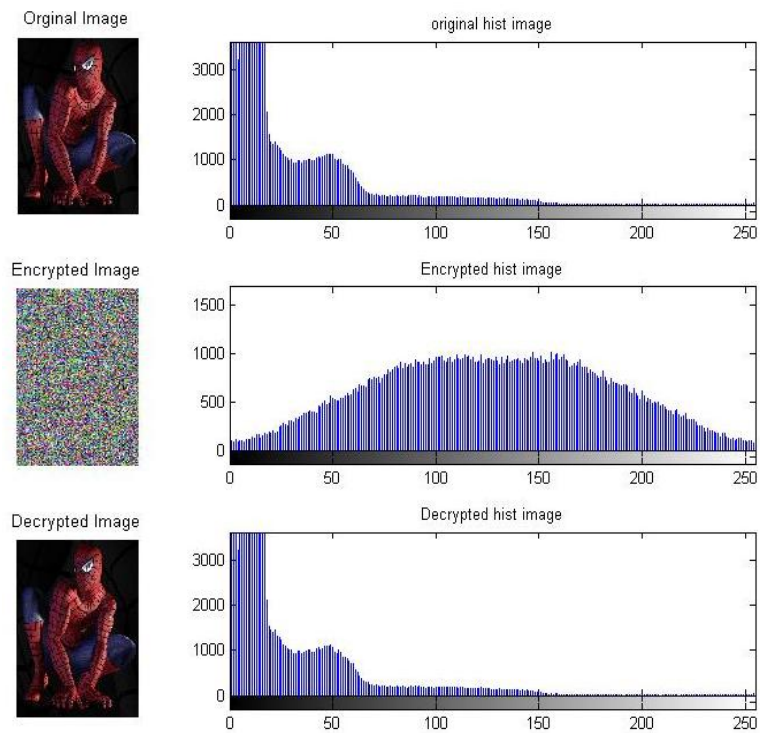 Orginal Image
original hist image
3000
2000
1000
0
0 50 100 150 200 250
Encrypted Image
Encrypted hist image
1500
1000
500
0
0 50 100 150 200 250
Decrypted Image
Decrypted hist image
3000
2000
1000
0
0 50 100 150 200 250